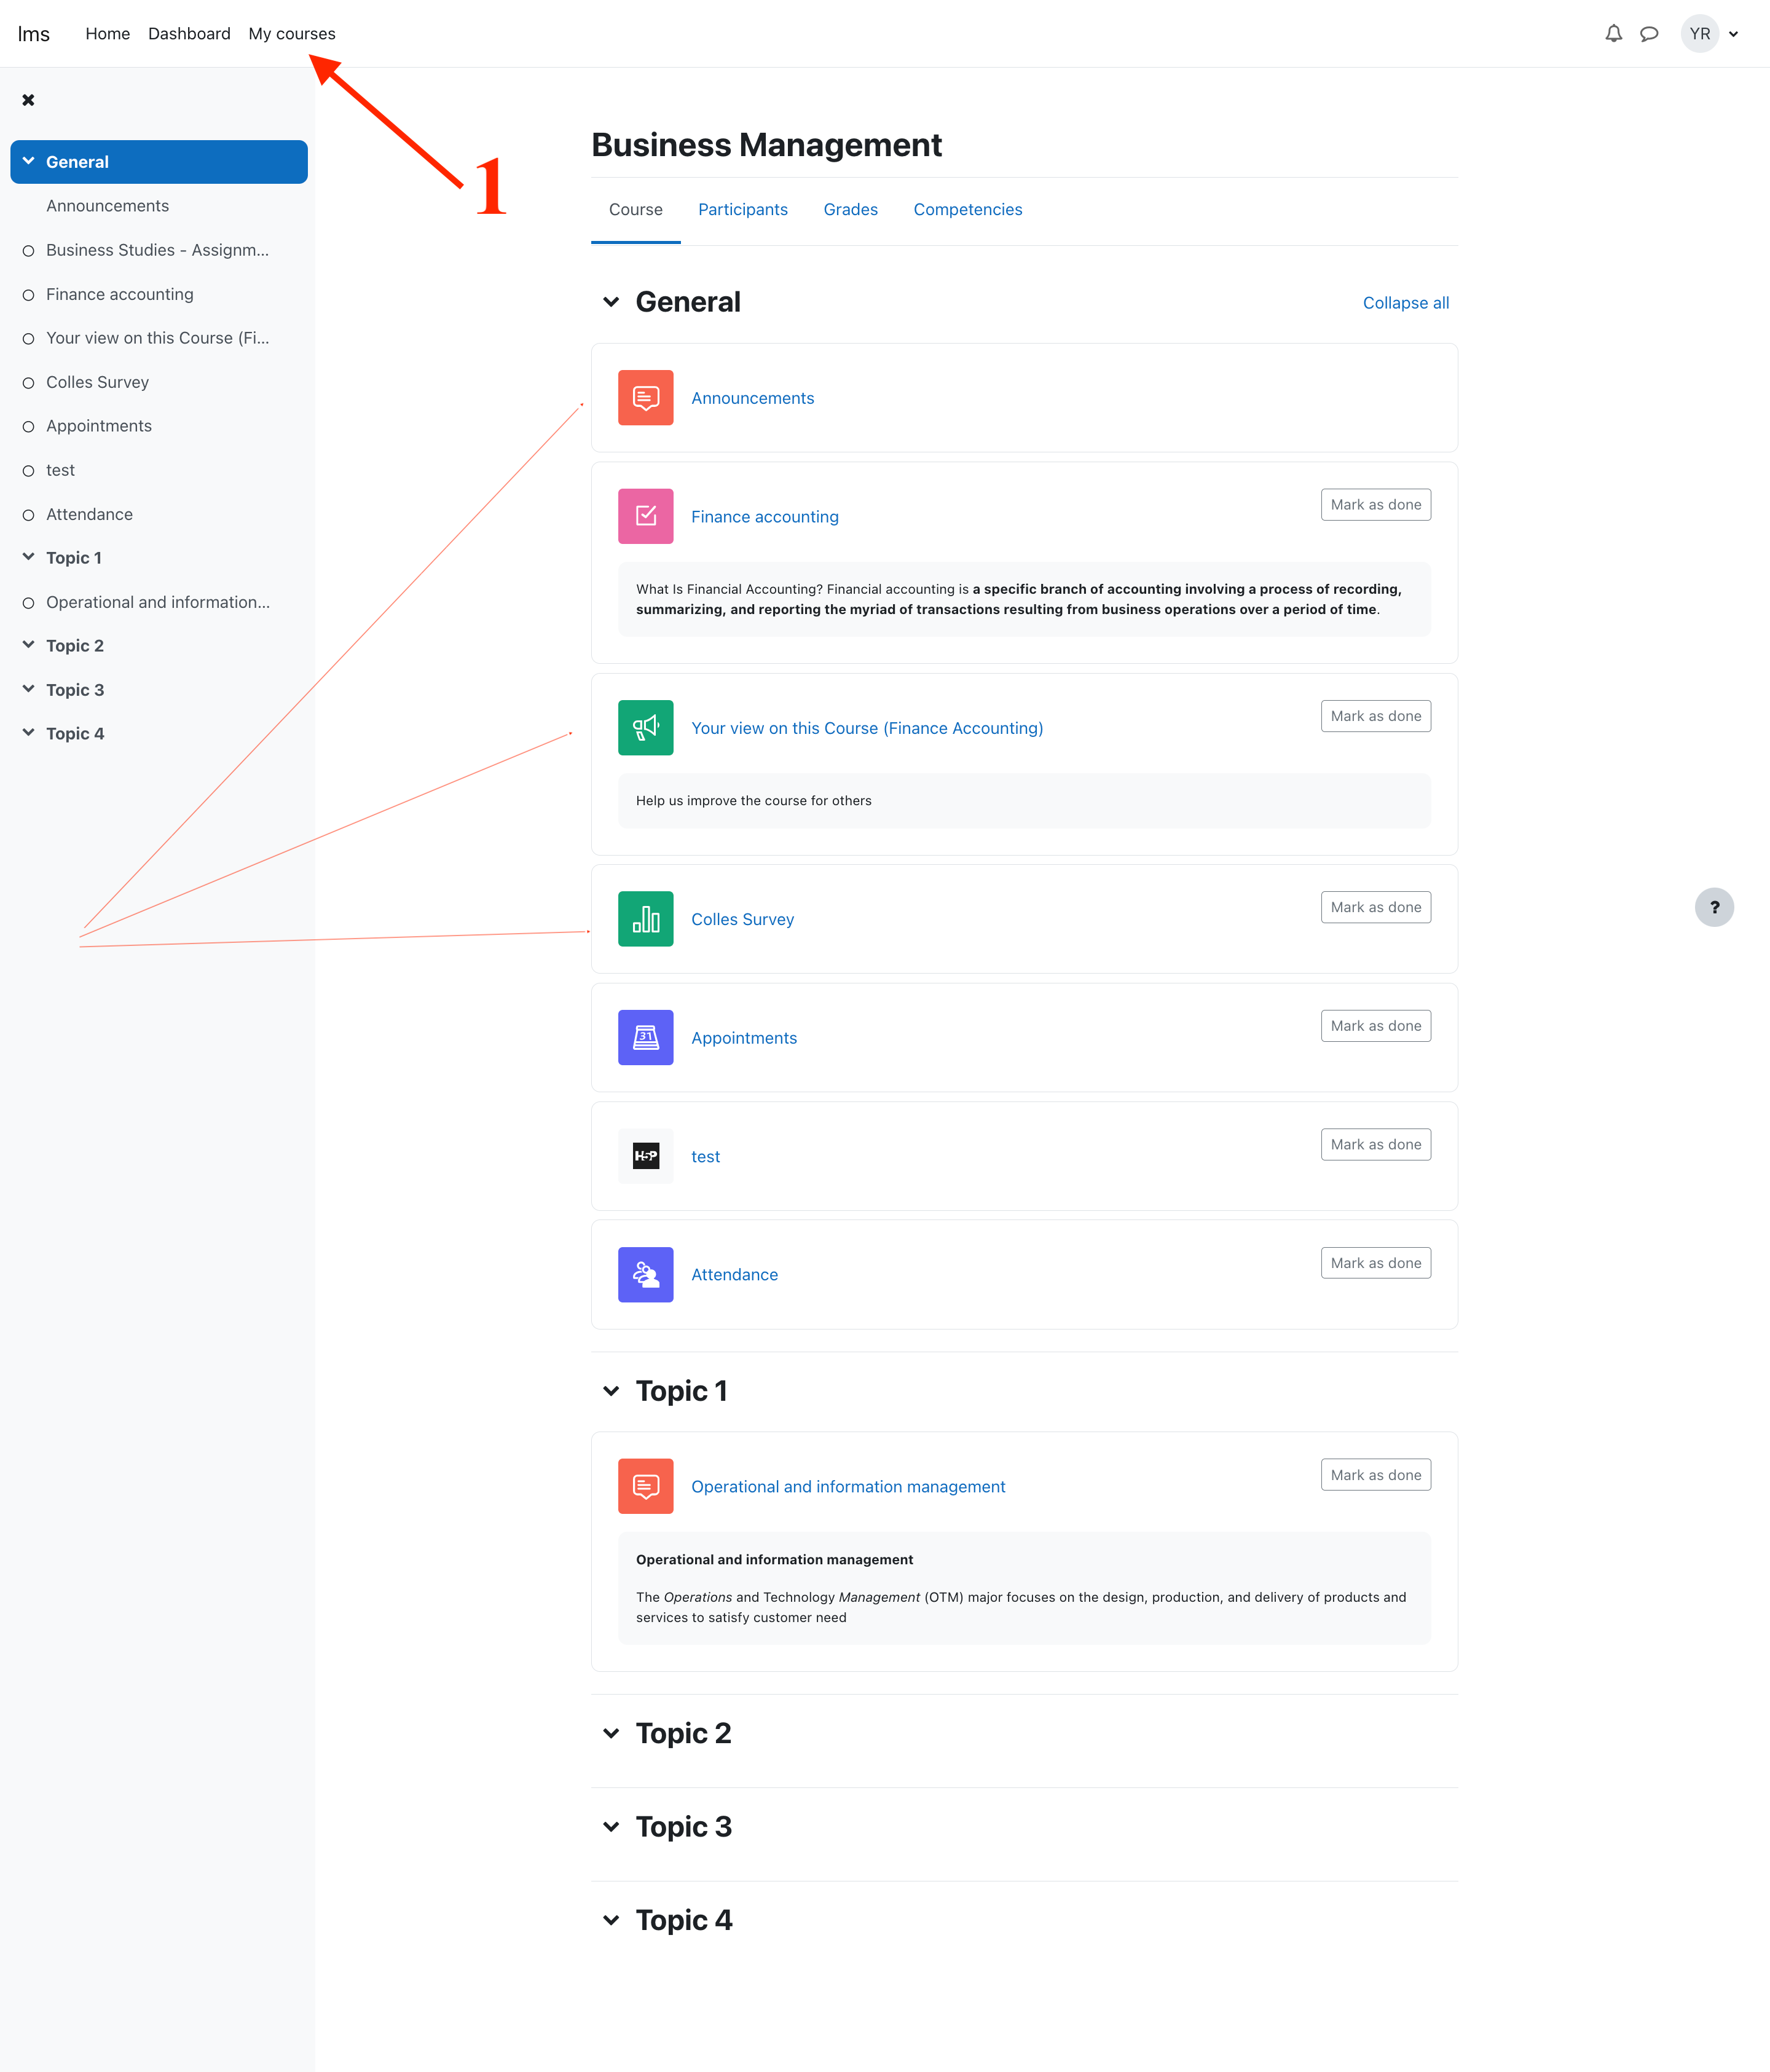 lms Home Dashboard My courses YR
1
General
Announcements
Business Studies - Assignm...
Finance accounting
Your view on this Course (Fi...
Colles Survey
Appointments
test
Attendance
Topic 1
Operational and information...
Topic 2
Topic 3
Topic 4
Business Management
Course Participants Grades Competencies
General Collapse all
Announcements
Finance accounting Mark as done
What Is Financial Accounting? Financial accounting is a specific branch of accounting involving a process of recording,
summarizing, and reporting the myriad of transactions resulting from business operations over a period of time.
Your view on this Course (Finance Accounting) Mark as done
Help us improve the course for others
Colles Survey Mark as done
?
31
Appointments Mark as done
H5P
test Mark as done
Attendance Mark as done
Topic 1
Operational and information management Mark as done
Operational and information management
The Operations and Technology Management (OTM) major focuses on the design, production, and delivery of products and
services to satisfy customer need
Topic 2
Topic 3
Topic 4